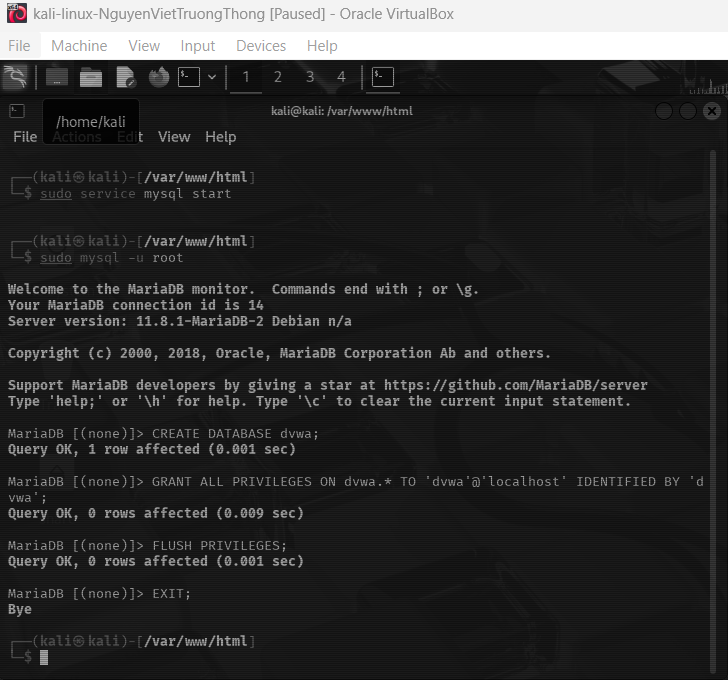 kali-linux-NguyenVietTruongThong [Paused] - Oracle VirtualBox
File Machine View Input Devices Help
1 2 3 4
kali@kali: /var/www/html
/home/kali
File Actions Edit View Help
┌──(kali㉿kali)-[/var/www/html]
└─$ sudo service mysql start
┌──(kali㉿kali)-[/var/www/html]
└─$ sudo mysql -u root
Welcome to the MariaDB monitor.  Commands end with ; or \g.
Your MariaDB connection id is 14
Server version: 11.8.1-MariaDB-2 Debian n/a
Copyright (c) 2000, 2018, Oracle, MariaDB Corporation Ab and others.
Support MariaDB developers by giving a star at https://github.com/MariaDB/server
Type 'help;' or '\h' for help. Type '\c' to clear the current input statement.
MariaDB [(none)]> CREATE DATABASE dvwa;
Query OK, 1 row affected (0.001 sec)
MariaDB [(none)]> GRANT ALL PRIVILEGES ON dvwa.* TO 'dvwa'@'localhost' IDENTIFIED BY 'd
vwa';
Query OK, 0 rows affected (0.009 sec)
MariaDB [(none)]> FLUSH PRIVILEGES;
Query OK, 0 rows affected (0.001 sec)
MariaDB [(none)]> EXIT;
Bye
┌──(kali㉿kali)-[/var/www/html]
└─$